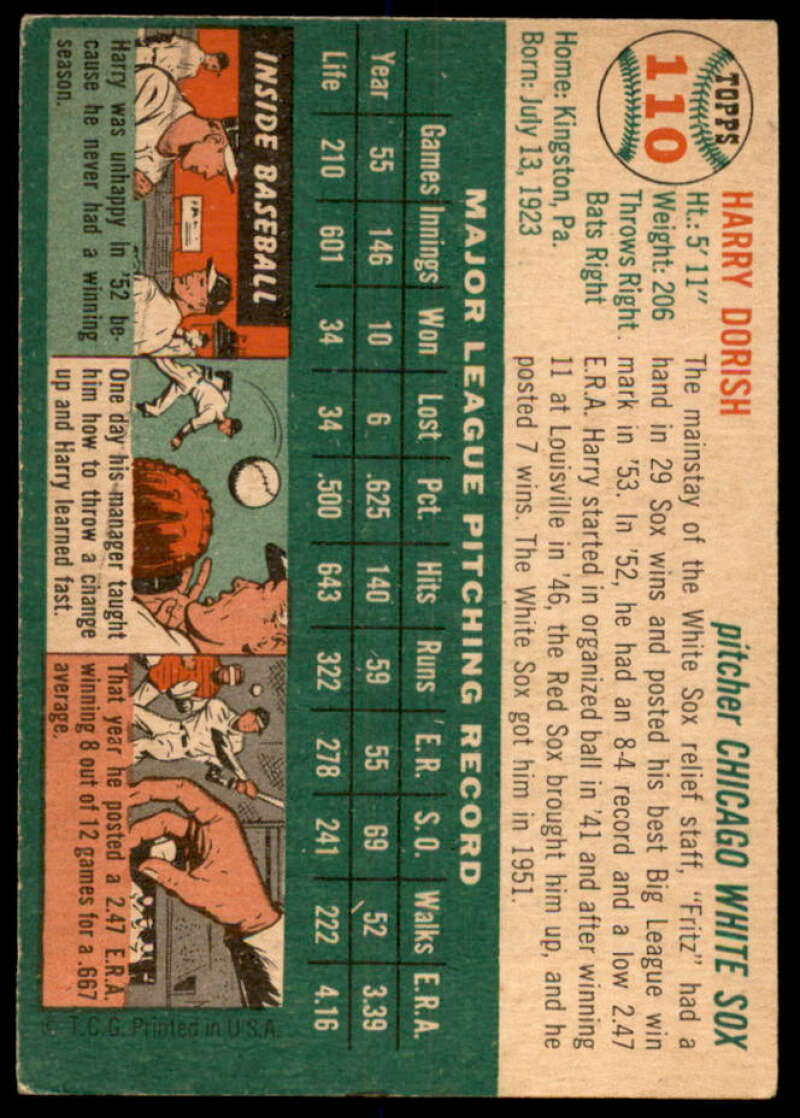 TOPPS
110
HARRY DORISH
pitcher CHICAGO WHITE SOX
Ht.: 5' 11"
Weight: 206
Throws Right
Bats Right
Home: Kingston, Pa.
Born: July 13, 1923
The mainstay of the White Sox relief staff, "Fritz" had a
hand in 29 Sox wins and posted his best Big League win
mark in '53. In '52, he had an 8-4 record and a low 2.47
E.R.A. Harry started in organized ball in '41 and after winning
11 at Louisville in '46, the Red Sox brought him up, and he
posted 7 wins. The White Sox got him in 1951.
MAJOR LEAGUE PITCHING RECORD
Games Innings Won Lost Pct. Hits Runs E.R. S.O. Walks E.R.A.
Year 55 146 10 6 .625 140 59 55 69 52 3.39
Life 210 601 34 34 .500 643 322 278 241 222 4.16
INSIDE BASEBALL
Harry was unhappy in '52 be-
cause he never had a winning
season.
One day his manager taught
him how to throw a change
up and Harry learned fast.
That year he posted a 2.47 E.R.A.
winning 8 out of 12 games for a .667
average.
© T.C.G. Printed in U.S.A.